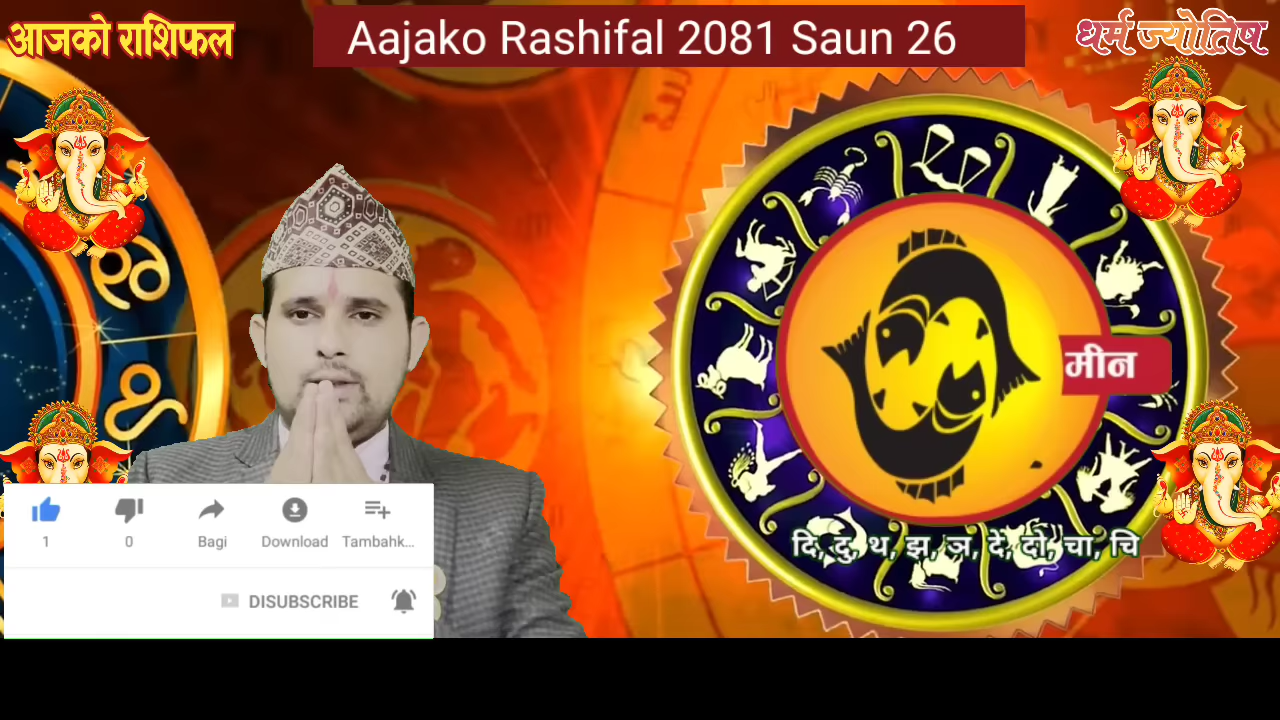 आजको राशिफल
Aajako Rashifal 2081 Saun 26
धर्म ज्योतिष
मीन
दि, दु, थ, झ, ञ, दे, दो, चा, चि
1 0 Bagi Download Tambahk...
DISUBSCRIBE